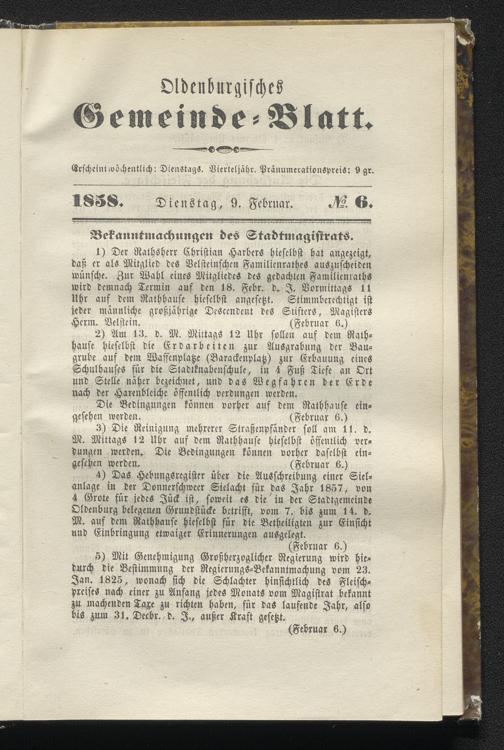 Oldenburgisches
Gemeinde-Blatt.
Erscheint wöchentlich: Dienstags. Vierteljähr. Pränumerationspreis: 9 gr.
1858. Dienstag, 9. Februar. № 6.
Bekanntmachungen des Stadtmagistrats.
1) Der Rathsherr Christian Harbers hieselbst hat angezeigt,
daß er als Mitglied des Velsteinschen Familienrathes auszuscheiden
wünsche. Zur Wahl eines Mitgliedes des gedachten Familienraths
wird demnach Termin auf den 18. Febr. d. J. Vormittags 11
Uhr auf dem Rathhause hieselbst angesetzt. Stimmberechtigt ist
jeder männliche großjährige Descendent des Stifters, Magisters
Herm. Velstein. (Februar 6.)
2) Am 13. d. M. Mittags 12 Uhr sollen auf dem Rath-
hause hieselbst die Erdarbeiten zur Ausgrabung der Bau-
grube auf dem Waffenplatze (Barackenplatz) zur Erbauung eines
Schulhauses für die Stadtknabenschule, in 4 Fuß Tiefe an Ort
und Stelle näher bezeichnet, und das Wegfahren der Erde
nach der Harenbleiche öffentlich verdungen werden.
Die Bedingungen können vorher auf dem Rathhause ein-
gesehen werden. (Februar 6.)
3) Die Reinigung mehrerer Straßenpfänder soll am 11. d.
M. Mittags 12 Uhr auf dem Rathhause hieselbst öffentlich ver-
dungen werden. Die Bedingungen können vorher daselbst ein-
gesehen werden. (Februar 6.)
4) Das Hebungsregister über die Ausschreibung einer Siel-
anlage in der Donnerschweer Sielacht für das Jahr 1857, von
4 Grote für jedes Jück ist, soweit es die in der Stadtgemeinde
Oldenburg belegenen Grundstücke betrifft, vom 7. bis zum 14. d.
M. auf dem Rathhause hieselbst für die Betheiligten zur Einsicht
und Einbringung etwaiger Erinnerungen ausgelegt.
(Februar 6.)
5) Mit Genehmigung Großherzoglicher Regierung wird hie-
durch die Bestimmung der Regierungs-Bekanntmachung vom 23.
Jan. 1825, wonach sich die Schlachter hinsichtlich des Fleisch-
preises nach einer zu Anfang jedes Monats vom Magistrat bekannt
zu machenden Taxe zu richten haben, für das laufende Jahr, also
bis zum 31. Decbr. d. J., außer Kraft gesetzt.
(Februar 6.)